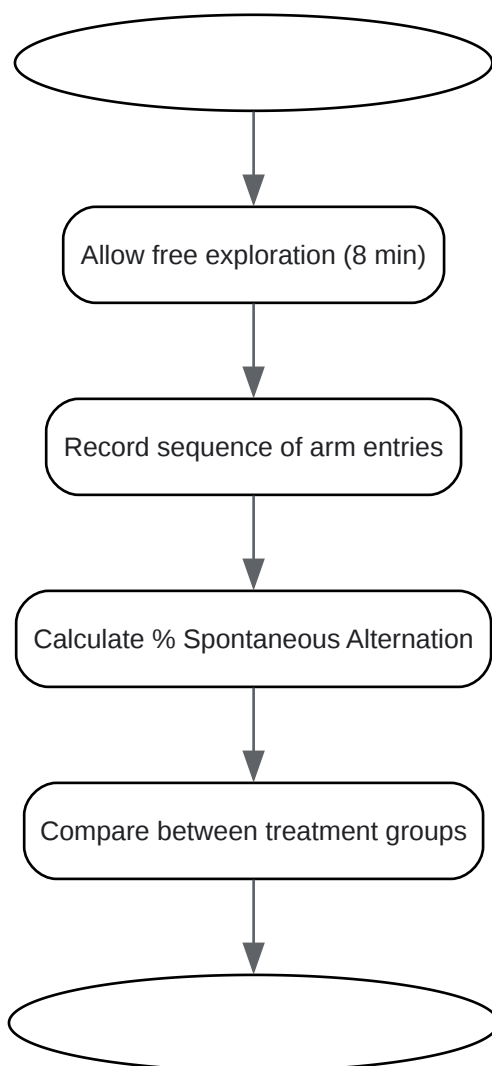 Allow free exploration (8 min)
Record sequence of arm entries
Calculate % Spontaneous Alternation
Compare between treatment groups